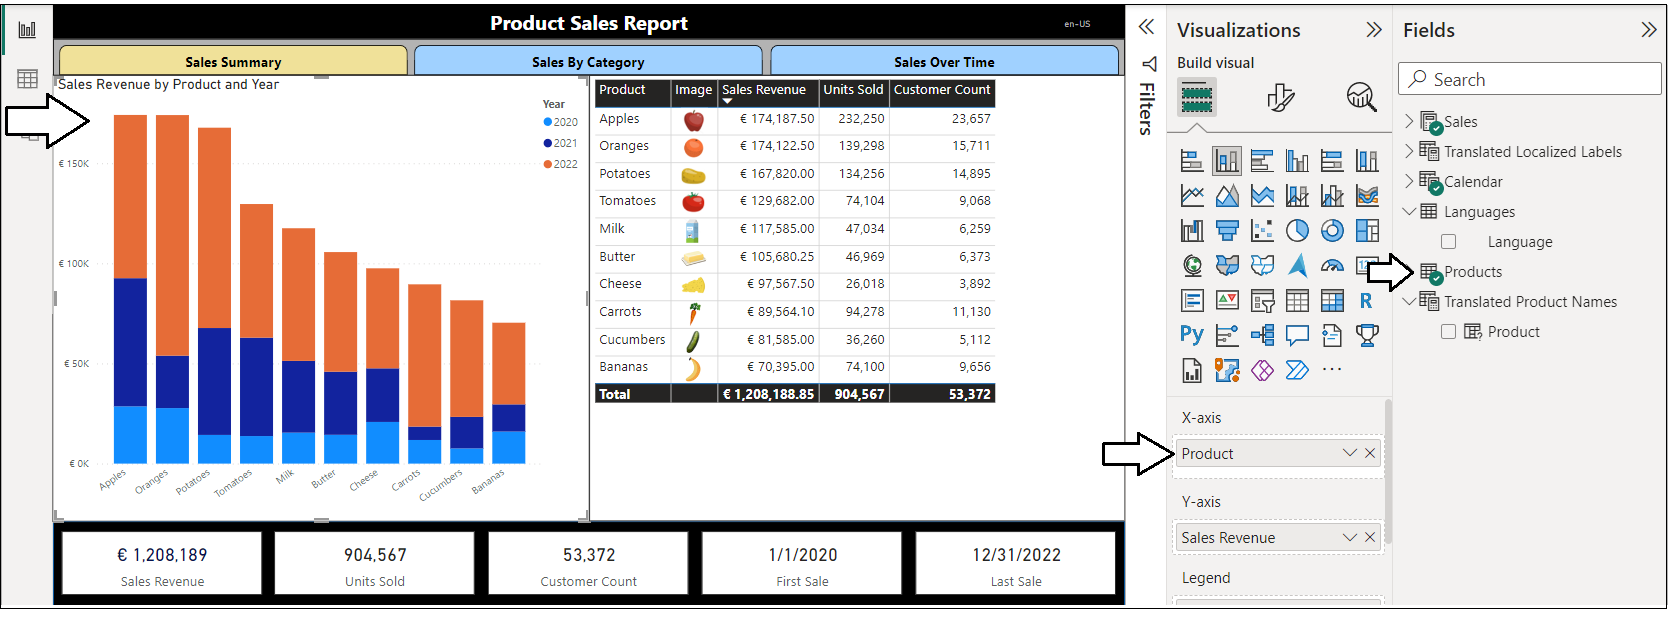 Product Sales Report
en-US
Sales Summary
Sales By Category
Sales Over Time
Sales Revenue by Product and Year
Year
2020
2021
2022
€ 150K
€ 100K
€ 50K
€ 0K
Apples
Oranges
Potatoes
Tomatoes
Milk
Butter
Cheese
Carrots
Cucumbers
Bananas
Product Image Sales Revenue Units Sold Customer Count
Apples € 174,187.50 232,250 23,657
Oranges € 174,122.50 139,298 15,711
Potatoes € 167,820.00 134,256 14,895
Tomatoes € 129,682.00 74,104 9,068
Milk € 117,585.00 47,034 6,259
Butter € 105,680.25 46,969 6,373
Cheese € 97,567.50 26,018 3,892
Carrots € 89,564.10 94,278 11,130
Cucumbers € 81,585.00 36,260 5,112
Bananas € 70,395.00 74,100 9,656
Total € 1,208,188.85 904,567 53,372
€ 1,208,189
Sales Revenue
904,567
Units Sold
53,372
Customer Count
1/1/2020
First Sale
12/31/2022
Last Sale
Filters
Visualizations
Build visual
R
Py
X-axis
Product
Y-axis
Sales Revenue
Legend
Fields
Search
Sales
Translated Localized Labels
Calendar
Languages
Language
Products
Translated Product Names
Product